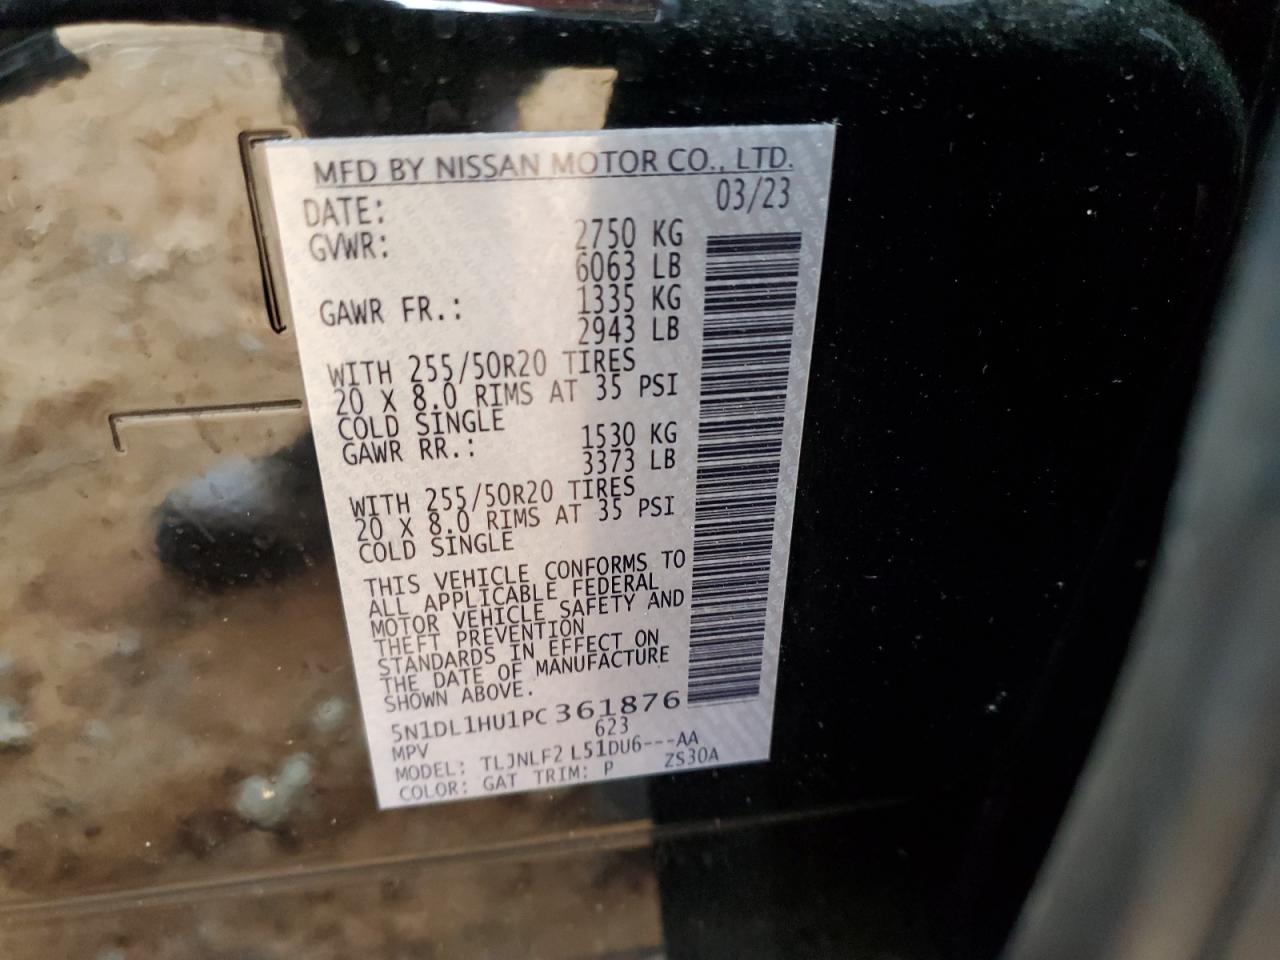 MFD BY NISSAN MOTOR CO., LTD.
DATE: 03/23
GVWR: 2750 KG
6063 LB
GAWR FR.: 1335 KG
2943 LB
WITH 255/50R20 TIRES
20 X 8.0 RIMS AT 35 PSI
COLD SINGLE
GAWR RR.: 1530 KG
3373 LB
WITH 255/50R20 TIRES
20 X 8.0 RIMS AT 35 PSI
COLD SINGLE
THIS VEHICLE CONFORMS TO
ALL APPLICABLE FEDERAL
MOTOR VEHICLE SAFETY AND
THEFT PREVENTION
STANDARDS IN EFFECT ON
THE DATE OF MANUFACTURE
SHOWN ABOVE.
5N1DL1HU1PC361876
MPV 623
MODEL: TLJNLF2 L51DU6---AA
COLOR: GAT TRIM: P ZS30A